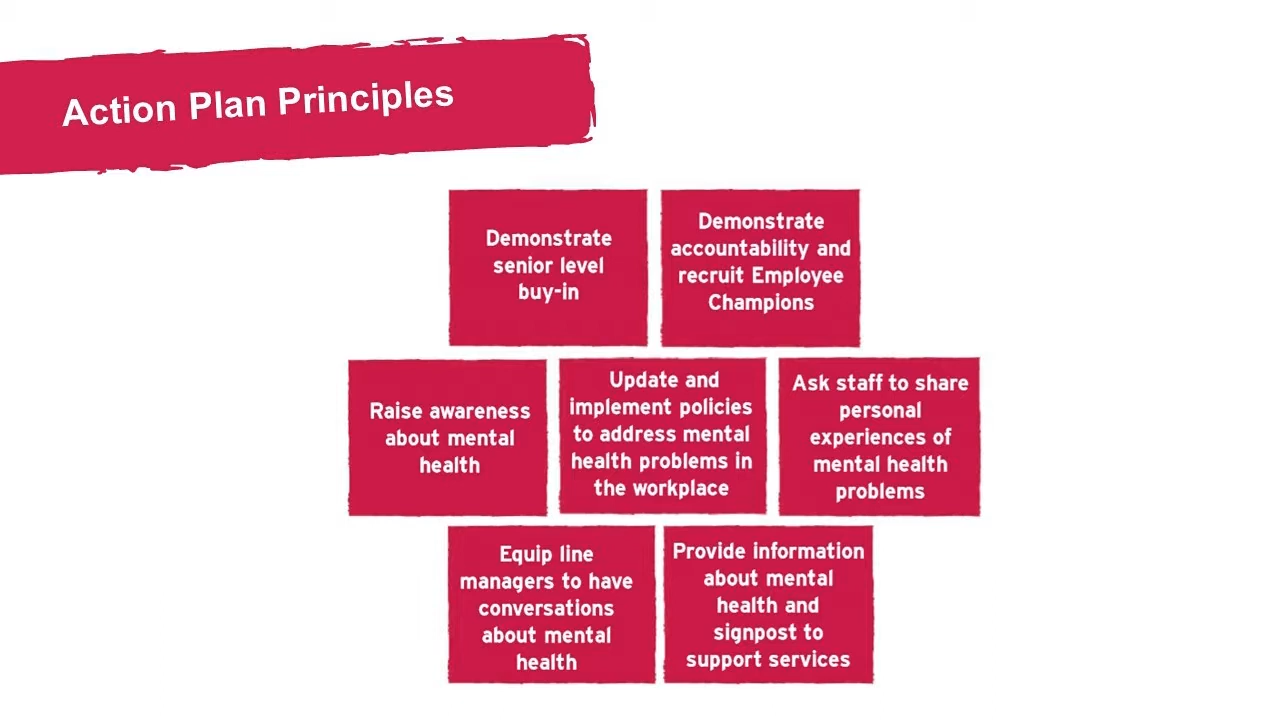 Action Plan Principles
Demonstrate
senior level
buy-in
Demonstrate
accountability and
recruit Employee
Champions
Raise awareness
about mental
health
Update and
implement policies
to address mental
health problems in
the workplace
Ask staff to share
personal
experiences of
mental health
problems
Equip line
managers to have
conversations
about mental
health
Provide information
about mental
health and
signpost to
support services